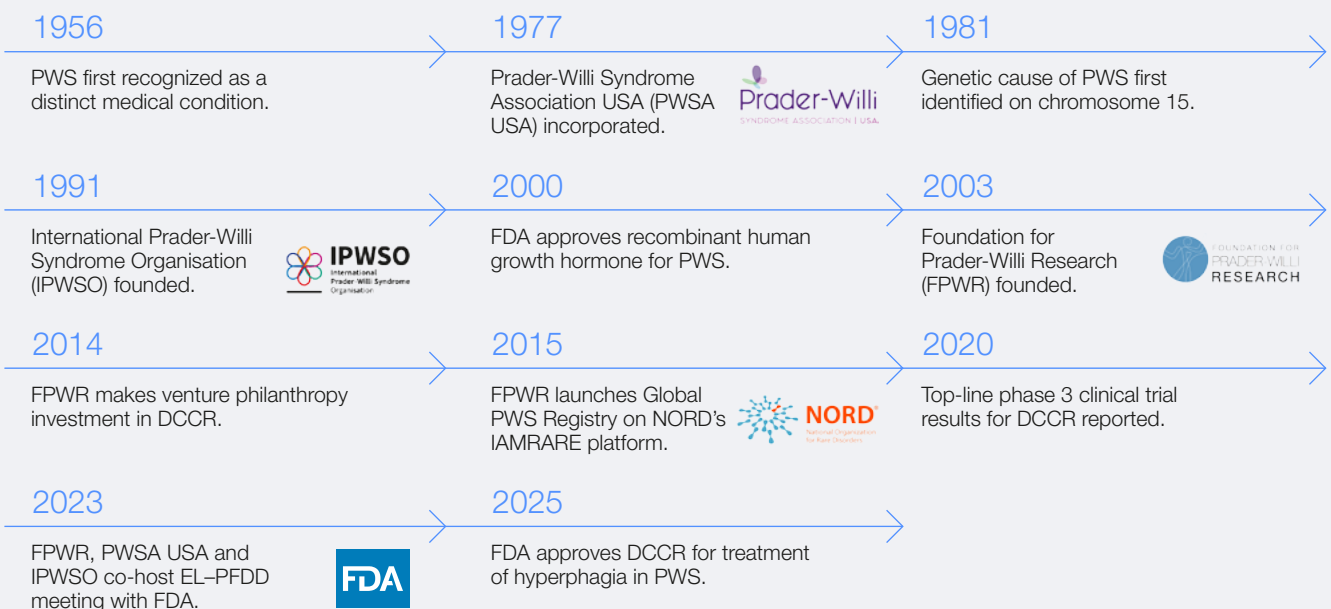 1956
PWS first recognized as a
distinct medical condition.
1977
Prader-Willi Syndrome
Association USA (PWSA
USA) incorporated.
Prader-Willi
SYNDROME ASSOCIATION | USA
1981
Genetic cause of PWS first
identified on chromosome 15.
1991
International Prader-Willi
Syndrome Organisation
(IPWSO) founded.
IPWSO
International
Prader-Willi Syndrome
Organisation
2000
FDA approves recombinant human
growth hormone for PWS.
2003
Foundation for
Prader-Willi Research
(FPWR) founded.
FOUNDATION FOR
PRADER-WILLI
RESEARCH
2014
FPWR makes venture philanthropy
investment in DCCR.
2015
FPWR launches Global
PWS Registry on NORD’s
IAMRARE platform.
NORD®
National Organization
for Rare Disorders
2020
Top-line phase 3 clinical trial
results for DCCR reported.
2023
FPWR, PWSA USA and
IPWSO co-host EL–PFDD
meeting with FDA.
FDA
2025
FDA approves DCCR for treatment
of hyperphagia in PWS.